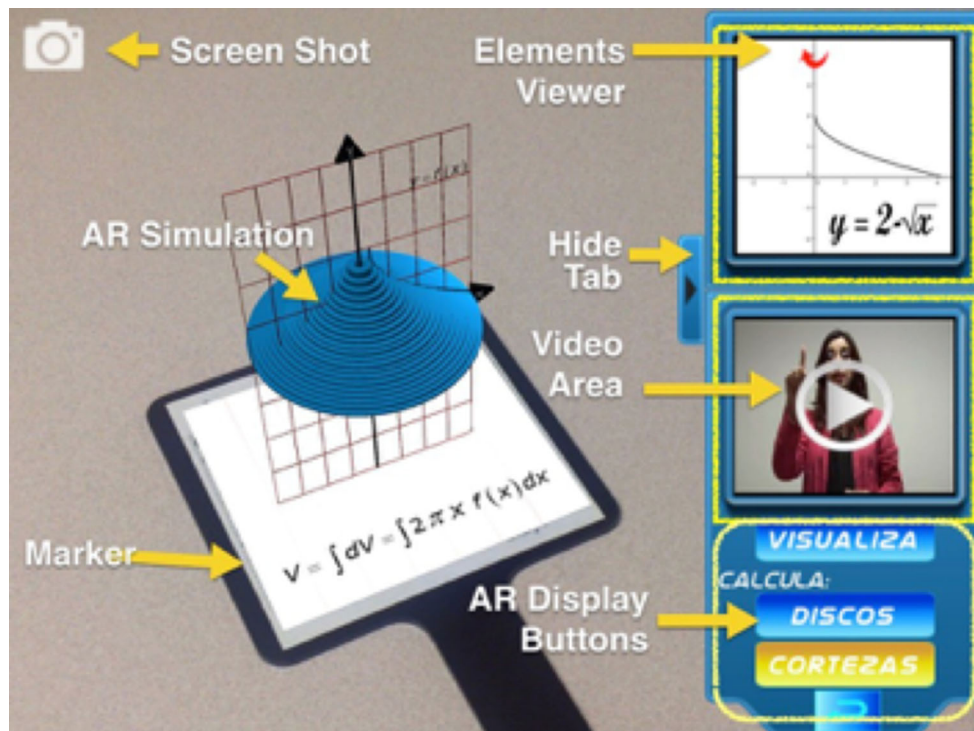 Screen Shot
Elements
Viewer
y = f(x)
y = 2-√x
AR Simulation
Hide
Tab
Video
Area
V = ∫dV = ∫2πx f(x)dx
Marker
VISUALIZA
CALCULA:
AR Display
Buttons
DISCOS
CORTEZAS